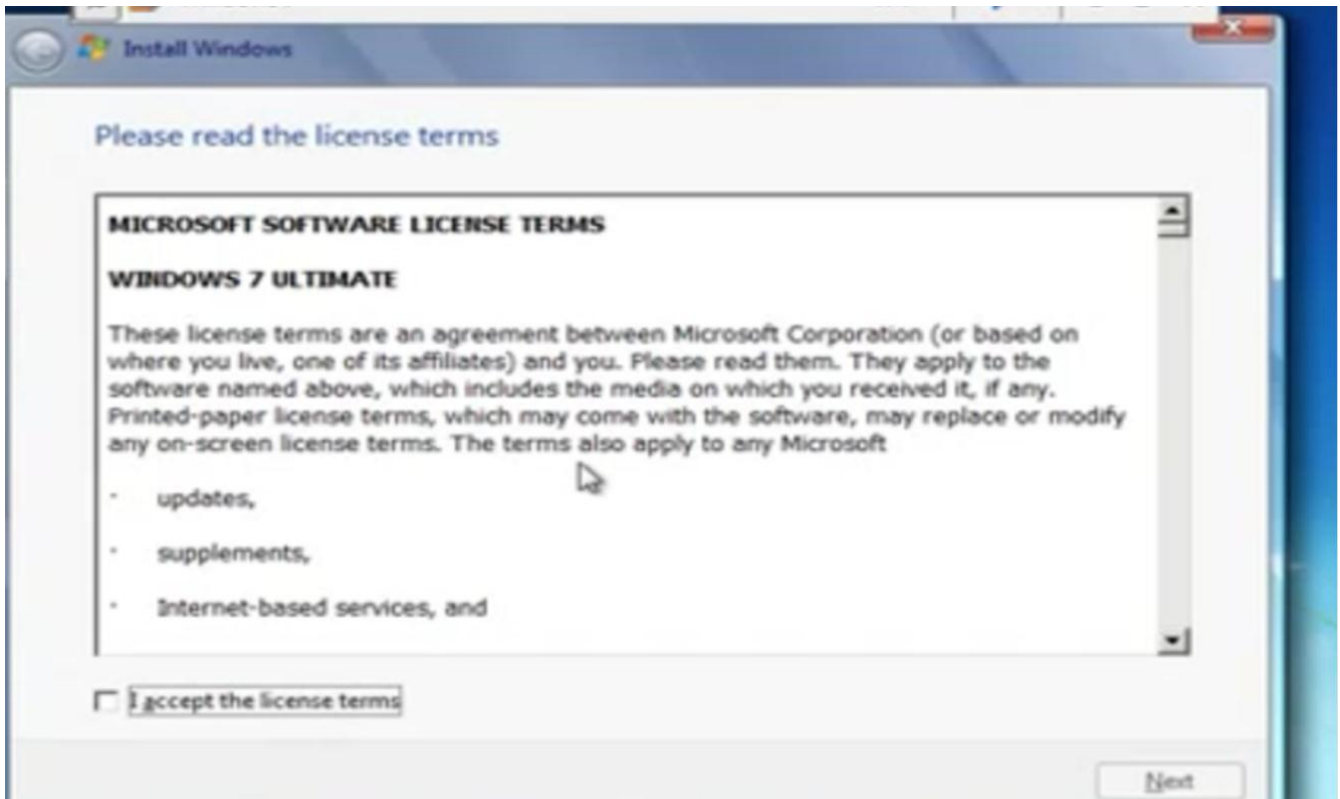 Install Windows
Please read the license terms
MICROSOFT SOFTWARE LICENSE TERMS
WINDOWS 7 ULTIMATE
These license terms are an agreement between Microsoft Corporation (or based on
where you live, one of its affiliates) and you. Please read them. They apply to the
software named above, which includes the media on which you received it, if any.
Printed-paper license terms, which may come with the software, may replace or modify
any on-screen license terms. The terms also apply to any Microsoft
· updates,
· supplements,
· Internet-based services, and
I accept the license terms
Next